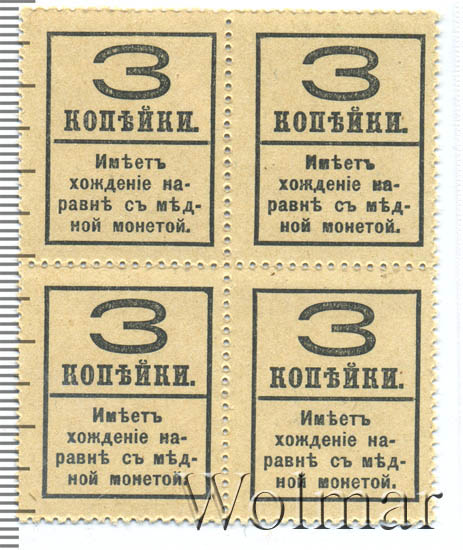 3
КОПѢЙКИ.
Имѣетъ
хожденіе на-
равнѣ съ мѣд-
ной монетой.
3
КОПѢЙКИ.
Имѣетъ
хожденіе на-
равнѣ съ мѣд-
ной монетой.
3
КОПѢЙКИ.
Имѣетъ
хожденіе на-
равнѣ съ мѣд-
ной монетой.
3
КОПѢЙКИ.
Имѣетъ
хожденіе на-
равнѣ съ мѣд-
ной монетой.
Wolmar